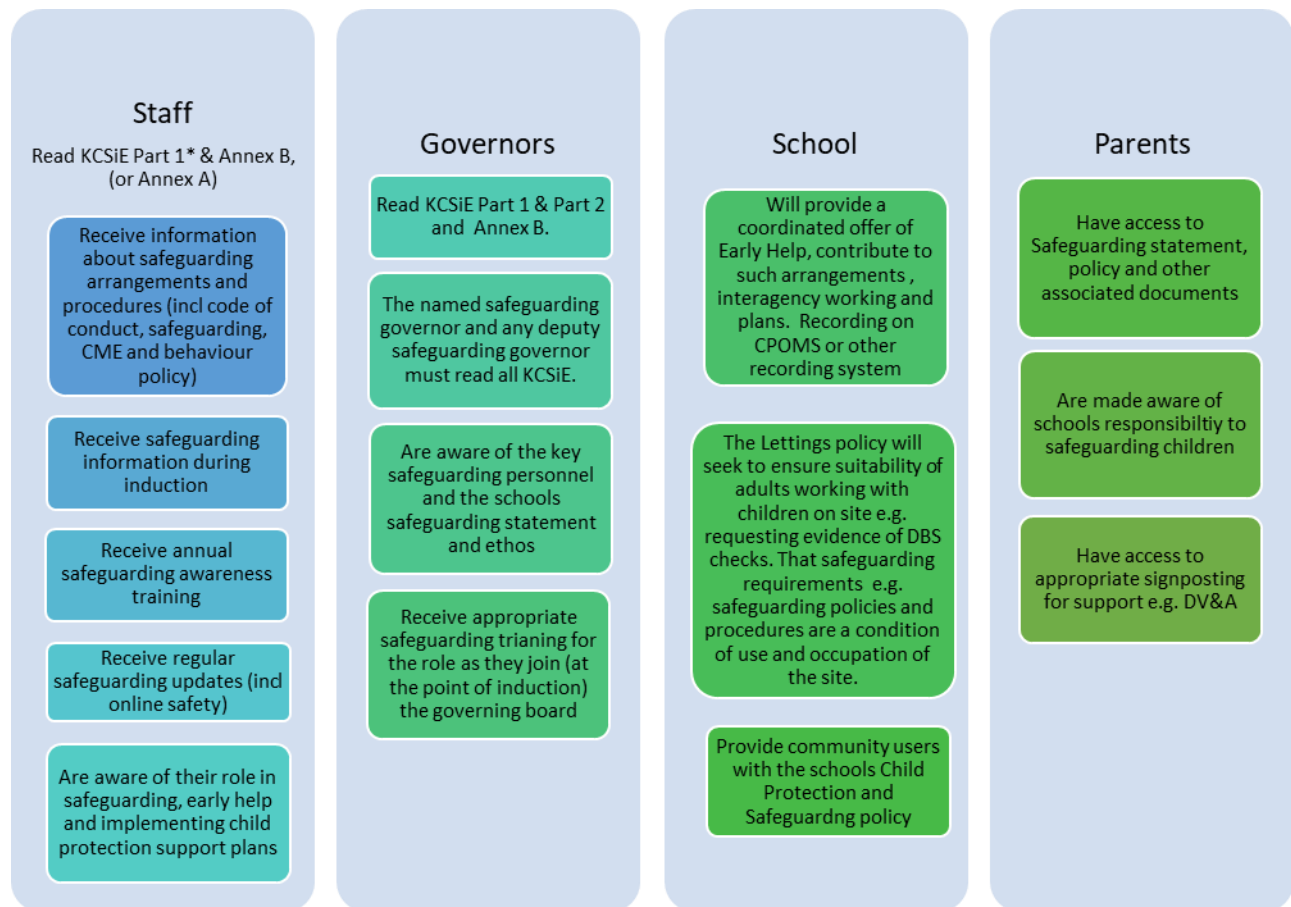 Staff
Read KCSiE Part 1* & Annex B,
(or Annex A)
Receive information
about safeguarding
arrangements and
procedures (incl code of
conduct, safeguarding,
CME and behaviour
policy)
Receive safeguarding
information during
induction
Receive annual
safeguarding awareness
training
Receive regular
safeguarding updates (incl
online safety)
Are aware of their role in
safeguarding, early help
and implementing child
protection support plans
Governors
Read KCSiE Part 1 & Part 2
and Annex B.
The named safeguarding
governor and any deputy
safeguarding governor
must read all KCSiE.
Are aware of the key
safeguarding personnel
and the schools
safeguarding statement
and ethos
Receive appropriate
safeguarding trianing for
the role as they join (at
the point of induction)
the governing board
School
Will provide a
coordinated offer of
Early Help, contribute to
such arrangements ,
interagency working and
plans. Recording on
CPOMS or other
recording system
The Lettings policy will
seek to ensure suitability of
adults working with
children on site e.g.
requesting evidence of DBS
checks. That safeguarding
requirements e.g.
safeguarding policies and
procedures are a condition
of use and occupation of
the site.
Provide community users
with the schools Child
Protection and
Safeguardng policy
Parents
Have access to
Safeguarding statement,
policy and other
associated documents
Are made aware of
schools responsibiltiy to
safeguarding children
Have access to
appropriate signposting
for support e.g. DV&A